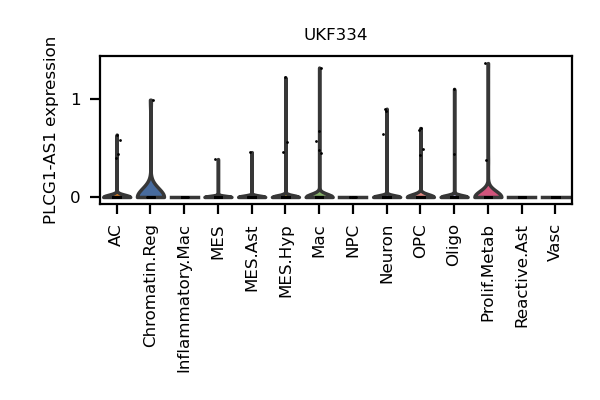 UKF334
PLCG1-AS1 expression
1
0
AC
Chromatin.Reg
Inflammatory.Mac
MES
MES.Ast
MES.Hyp
Mac
NPC
Neuron
OPC
Oligo
Prolif.Metab
Reactive.Ast
Vasc